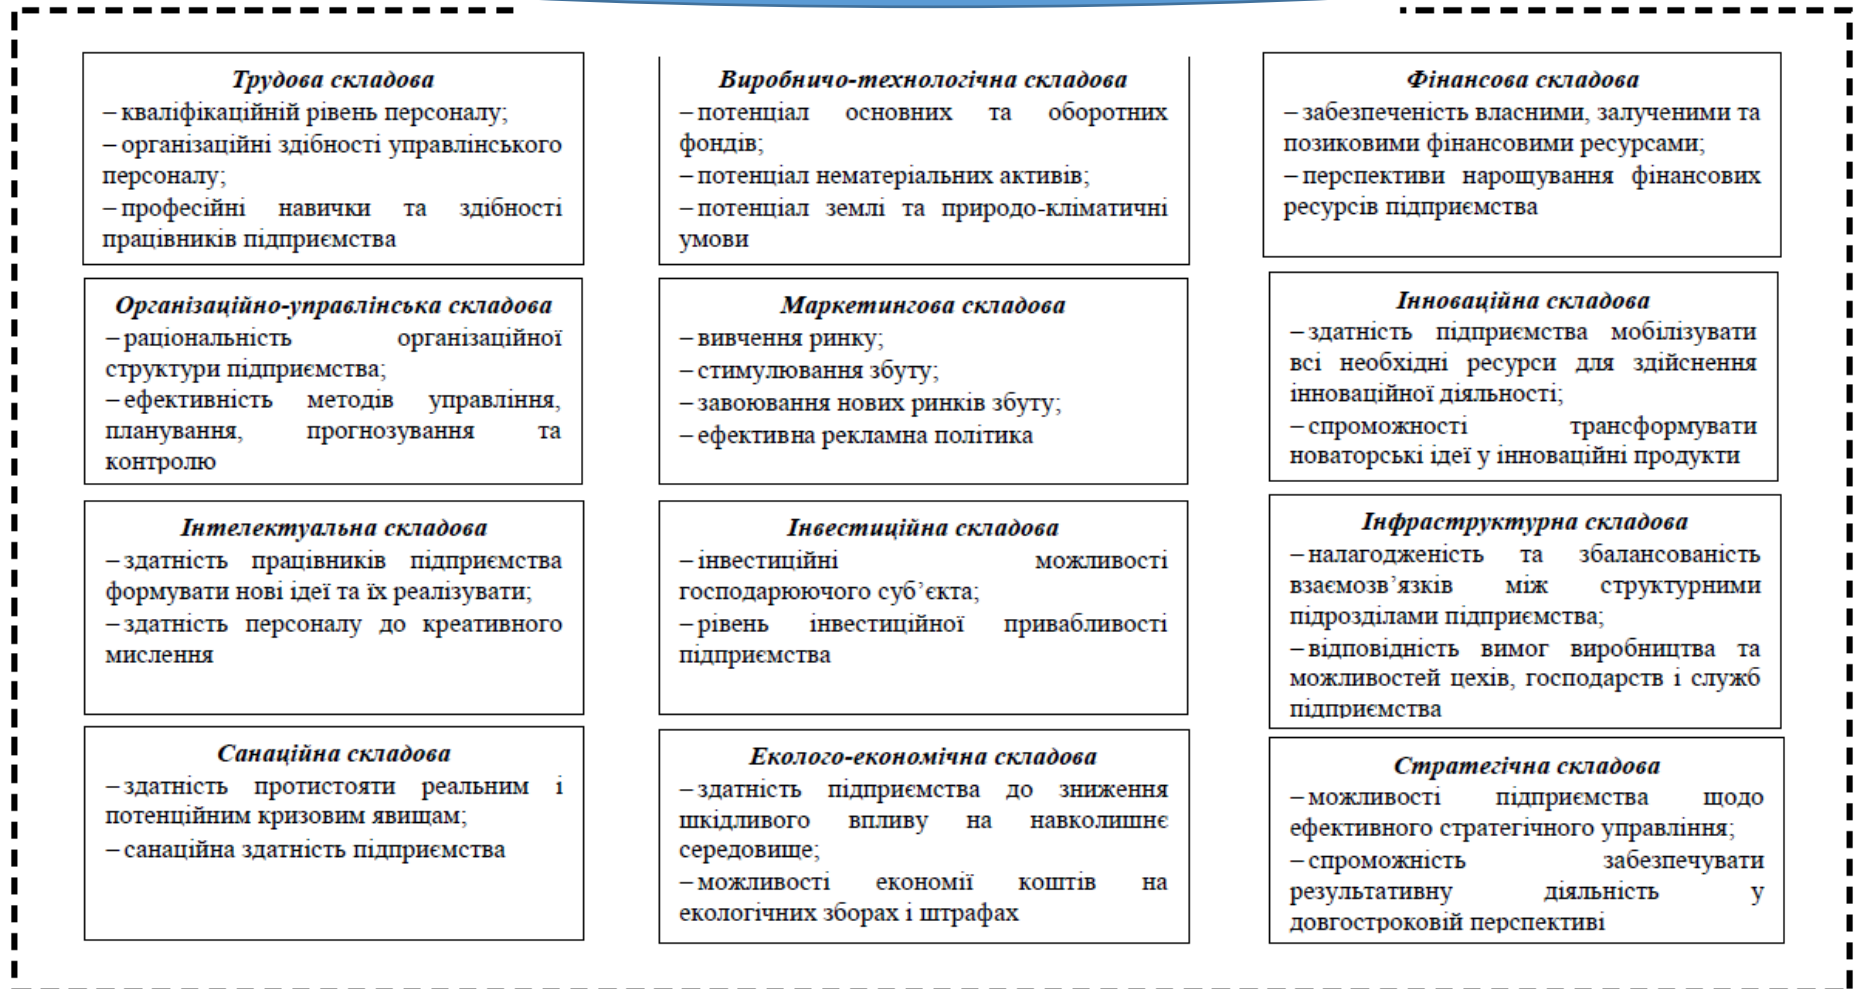 Трудова складова
– кваліфікаційній рівень персоналу;
– організаційні здібності управлінського
персоналу;
– професійні навички та здібності
працівників підприємства
Виробничо-технологічна складова
– потенціал основних та оборотних
фондів;
– потенціал нематеріальних активів;
– потенціал землі та природо-кліматичні
умови
Фінансова складова
– забезпеченість власними, залученими та
позиковими фінансовими ресурсами;
– перспективи нарощування фінансових
ресурсів підприємства
Організаційно-управлінська складова
– раціональність організаційної
структури підприємства;
– ефективність методів управління,
планування, прогнозування та
контролю
Маркетингова складова
– вивчення ринку;
– стимулювання збуту;
– завоювання нових ринків збуту;
– ефективна рекламна політика
Інноваційна складова
– здатність підприємства мобілізувати
всі необхідні ресурси для здійснення
інноваційної діяльності;
– спроможності трансформувати
новаторські ідеї у інноваційні продукти
Інтелектуальна складова
– здатність працівників підприємства
формувати нові ідеї та їх реалізувати;
– здатність персоналу до креативного
мислення
Інвестиційна складова
– інвестиційні можливості
господарюючого суб’єкта;
– рівень інвестиційної привабливості
підприємства
Інфраструктурна складова
– налагодженість та збалансованість
взаємозв’язків між структурними
підрозділами підприємства;
– відповідність вимог виробництва та
можливостей цехів, господарств і служб
підприємства
Санаційна складова
– здатність протистояти реальним і
потенційним кризовим явищам;
– санаційна здатність підприємства
Еколого-економічна складова
– здатність підприємства до зниження
шкідливого впливу на навколишнє
середовище;
– можливості економії коштів на
екологічних зборах і штрафах
Стратегічна складова
– можливості підприємства щодо
ефективного стратегічного управління;
– спроможність забезпечувати
результативну діяльність у
довгостроковій перспективі